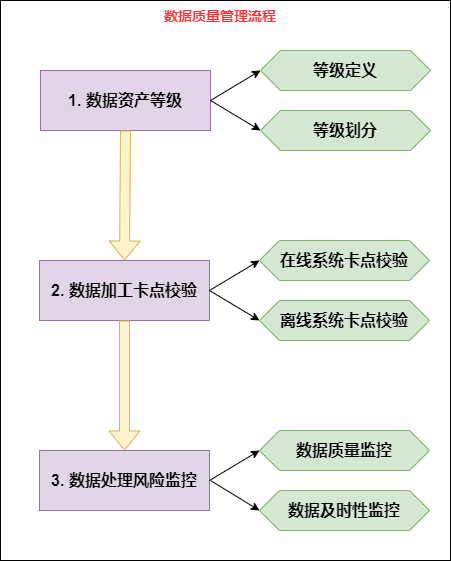 数据质量管理流程
1. 数据资产等级
等级定义
等级划分
2. 数据加工卡点校验
在线系统卡点校验
离线系统卡点校验
3. 数据处理风险监控
数据质量监控
数据及时性监控